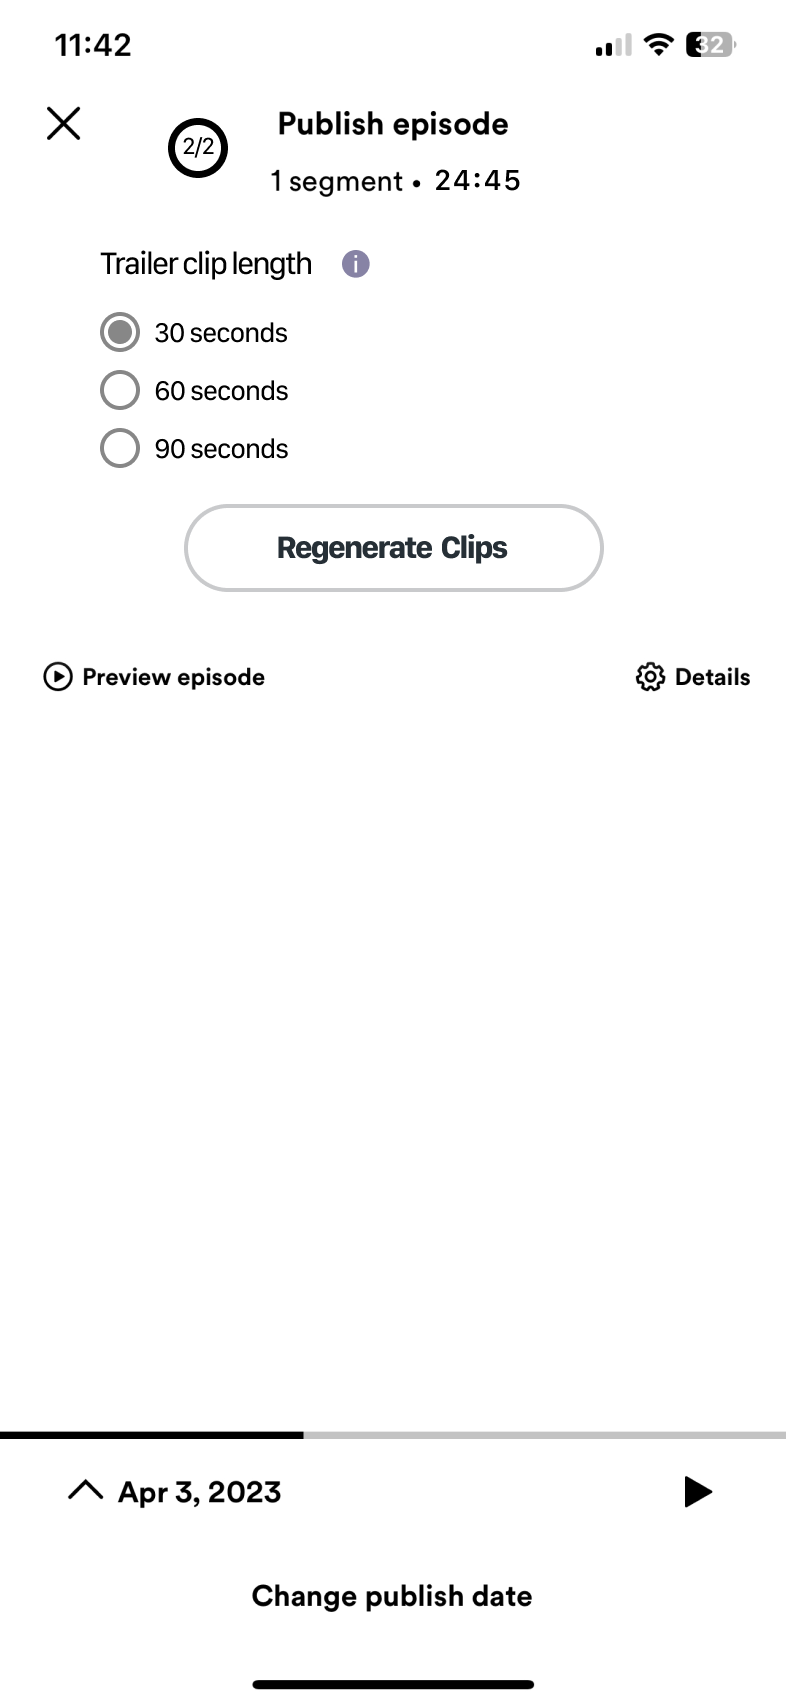 11:42
32
Publish episode
2/2
1 segment • 24:45
Trailer clip length
i
30 seconds
60 seconds
90 seconds
Regenerate Clips
Preview episode
Details
Apr 3, 2023
Change publish date